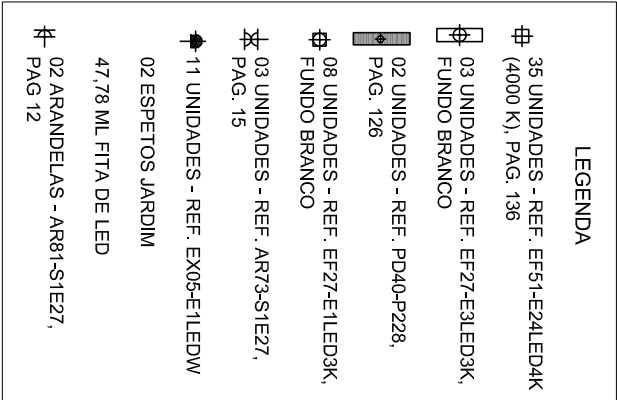 LEGENDA
35 UNIDADES - REF. EF51-E24LED4K
(4000 K), PAG. 136
03 UNIDADES - REF. EF27-E3LED3K,
FUNDO BRANCO
02 UNIDADES - REF. PD40-P228,
PAG. 126
08 UNIDADES - REF. EF27-E1LED3K,
FUNDO BRANCO
03 UNIDADES - REF. AR73-S1E27,
PAG. 15
11 UNIDADES - REF. EX05-E1LEDW
02 ESPETOS JARDIM
47,78 ML FITA DE LED
02 ARANDELAS - AR81-S1E27,
PAG 12